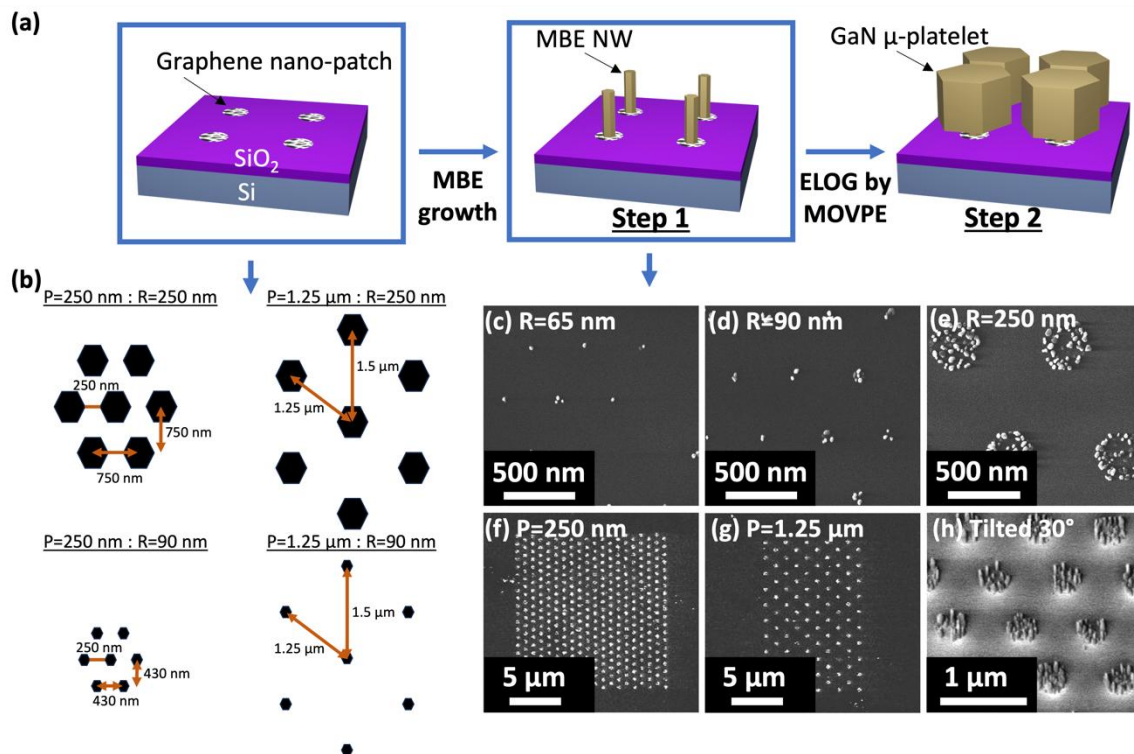 (a)
Graphene nano-patch
SiO₂
Si
MBE
growth
MBE NW
Step 1
ELOG by
MOVPE
GaN μ-platelet
Step 2
(b)
P=250 nm : R=250 nm
250 nm
750 nm
750 nm
P=1.25 μm : R=250 nm
1.5 μm
1.25 μm
P=250 nm : R=90 nm
250 nm
430 nm
430 nm
P=1.25 μm : R=90 nm
1.5 μm
1.25 μm
(c) R=65 nm
500 nm
(d) R=90 nm
500 nm
(e) R=250 nm
500 nm
(f) P=250 nm
5 μm
(g) P=1.25 μm
5 μm
(h) Tilted 30°
1 μm